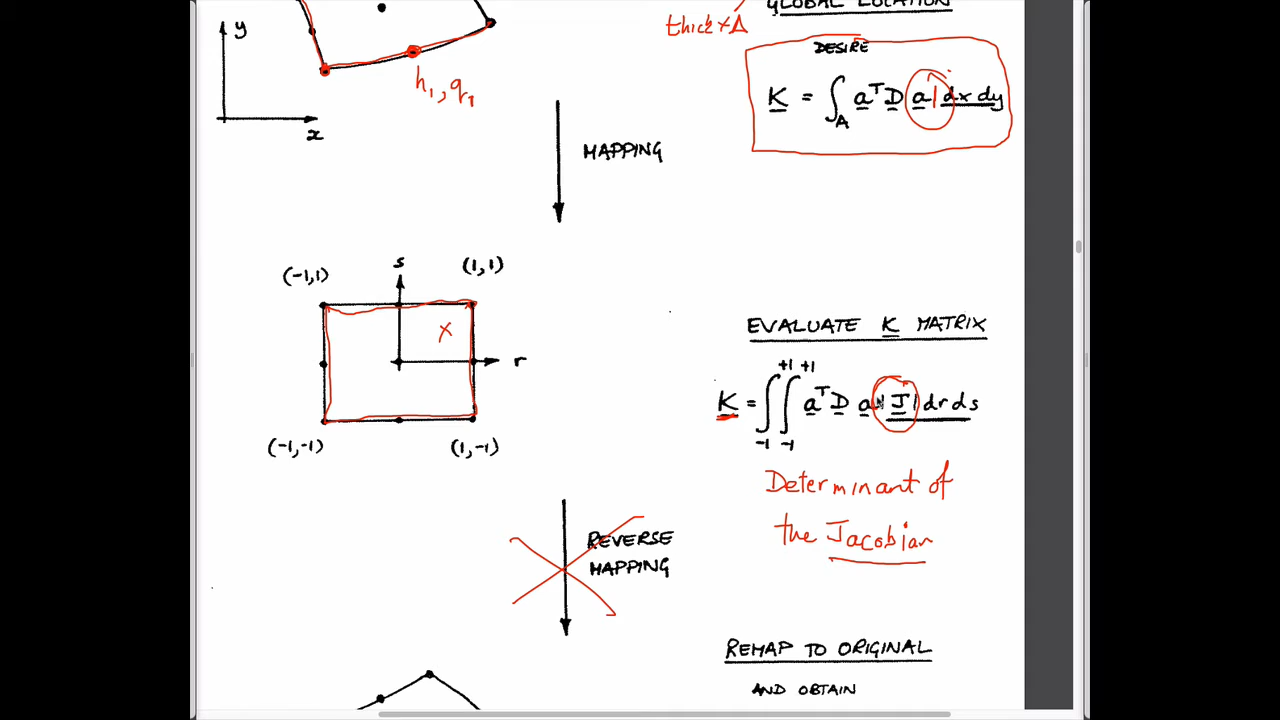 GLOBAL LOCATION
thick × Δ
y
DESIRE
h₁, q₁
K = ∫_A aᵀ D a | dx dy
x
MAPPING
s
(-1,1)
(1,1)
x
r
EVALUATE K MATRIX
K = ∫₋₁⁺¹ ∫₋₁⁺¹ aᵀ D a |J| dr ds
(-1,-1)
(1,-1)
Determinant of
the Jacobian
REVERSE
MAPPING
REMAP TO ORIGINAL
AND OBTAIN